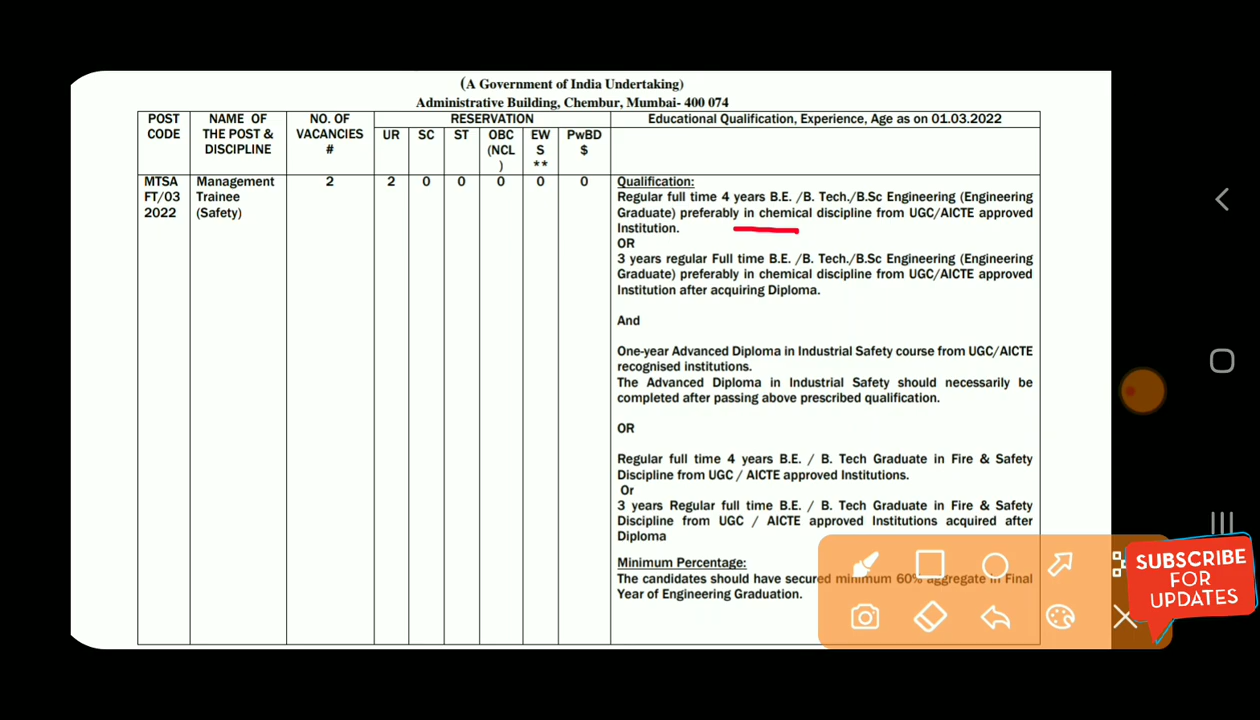 (A Government of India Undertaking)
Administrative Building, Chembur, Mumbai- 400 074
POST CODE
NAME OF THE POST & DISCIPLINE
NO. OF VACANCIES #
RESERVATION
Educational Qualification, Experience, Age as on 01.03.2022
UR
SC
ST
OBC (NCL )
EW S **
PwBD $
MTSA FT/03 2022
Management Trainee (Safety)
2
2
0
0
0
0
0
Qualification:
Regular full time 4 years B.E. /B. Tech./B.Sc Engineering (Engineering
Graduate) preferably in chemical discipline from UGC/AICTE approved
Institution.
OR
3 years regular Full time B.E. /B. Tech./B.Sc Engineering (Engineering
Graduate) preferably in chemical discipline from UGC/AICTE approved
Institution after acquiring Diploma.
And
One-year Advanced Diploma in Industrial Safety course from UGC/AICTE
recognised institutions.
The Advanced Diploma in Industrial Safety should necessarily be
completed after passing above prescribed qualification.
OR
Regular full time 4 years B.E. / B. Tech Graduate in Fire & Safety
Discipline from UGC / AICTE approved Institutions.
Or
3 years Regular full time B.E. / B. Tech Graduate in Fire & Safety
Discipline from UGC / AICTE approved Institutions acquired after
Diploma
Minimum Percentage:
The candidates should have secured minimum 60% aggregate in Final
Year of Engineering Graduation.
SUBSCRIBE
FOR
UPDATES